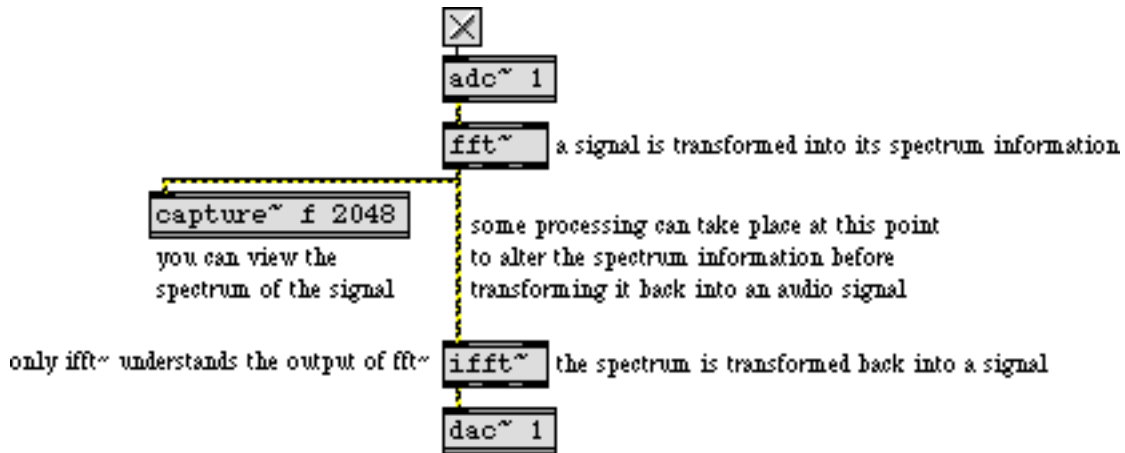 adc~ 1
fft~ a signal is transformed into its spectrum information
capture~ f 2048
you can view the
spectrum of the signal
some processing can take place at this point
to alter the spectrum information before
transforming it back into an audio signal
only ifft~ understands the output of fft~ ifft~ the spectrum is transformed back into a signal
dac~ 1